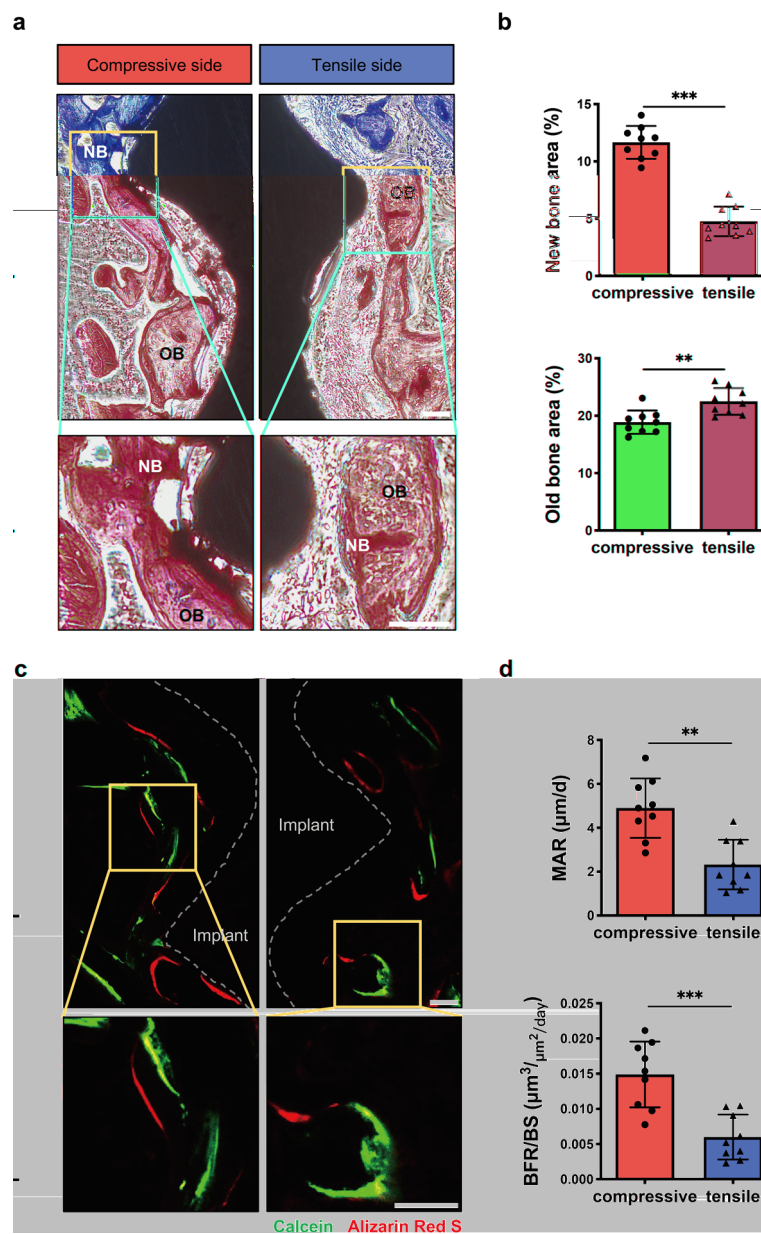 a
Compressive side
Tensile side
NB
OB
OB
NB
OB
OB
NB
b
New bone area (%)
15
10
5
0
***
compressive
tensile
Old bone area (%)
30
20
10
0
**
compressive
tensile
c
Implant
Implant
Calcein Alizarin Red S
d
MAR (μm/d)
8
6
4
2
0
**
compressive
tensile
BFR/BS (μm³/μm²/day)
0.025
0.020
0.015
0.010
0.005
0.000
***
compressive
tensile